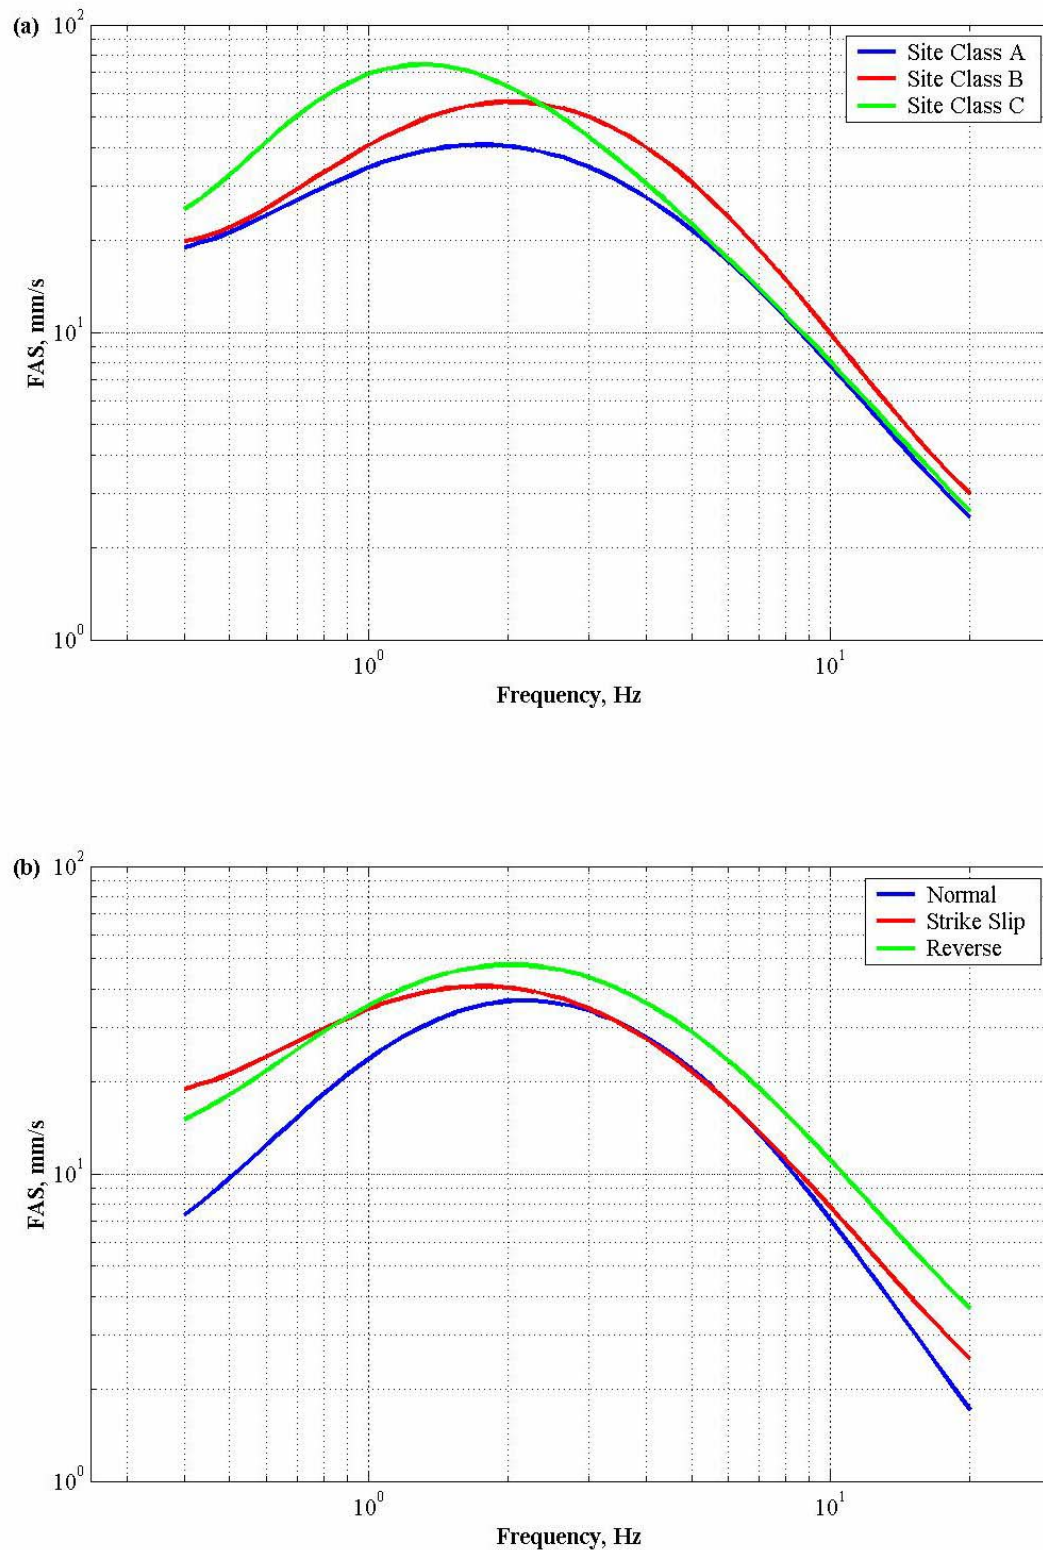 (a)
10^2
Site Class A
Site Class B
Site Class C
FAS, mm/s
10^1
10^0
10^0
10^1
Frequency, Hz
(b)
10^2
Normal
Strike Slip
Reverse
FAS, mm/s
10^1
10^0
10^0
10^1
Frequency, Hz